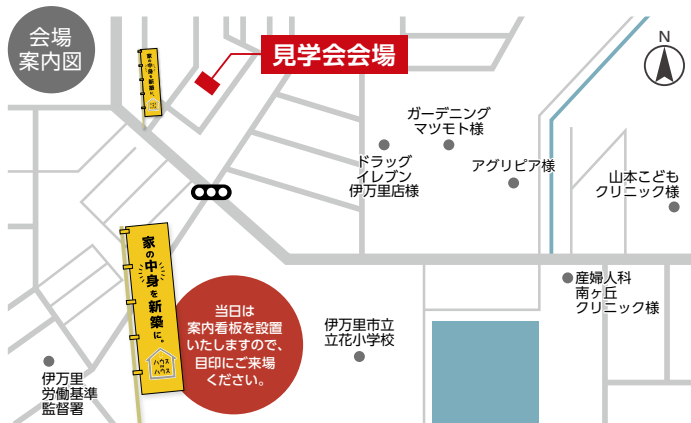 会場
案内図
家の中身を新築に。
見学会会場
N
ガーデニング
マツモト様
ドラッグ
イレブン
伊万里店様
アグリピア様
山本こども
クリニック様
家の中身を新築に。
ハウス
ハウス
当日は
案内看板を設置
いたしますので、
目印にご来場
ください。
伊万里市立
立花小学校
産婦人科
南ヶ丘
クリニック様
伊万里
労働基準
監督署